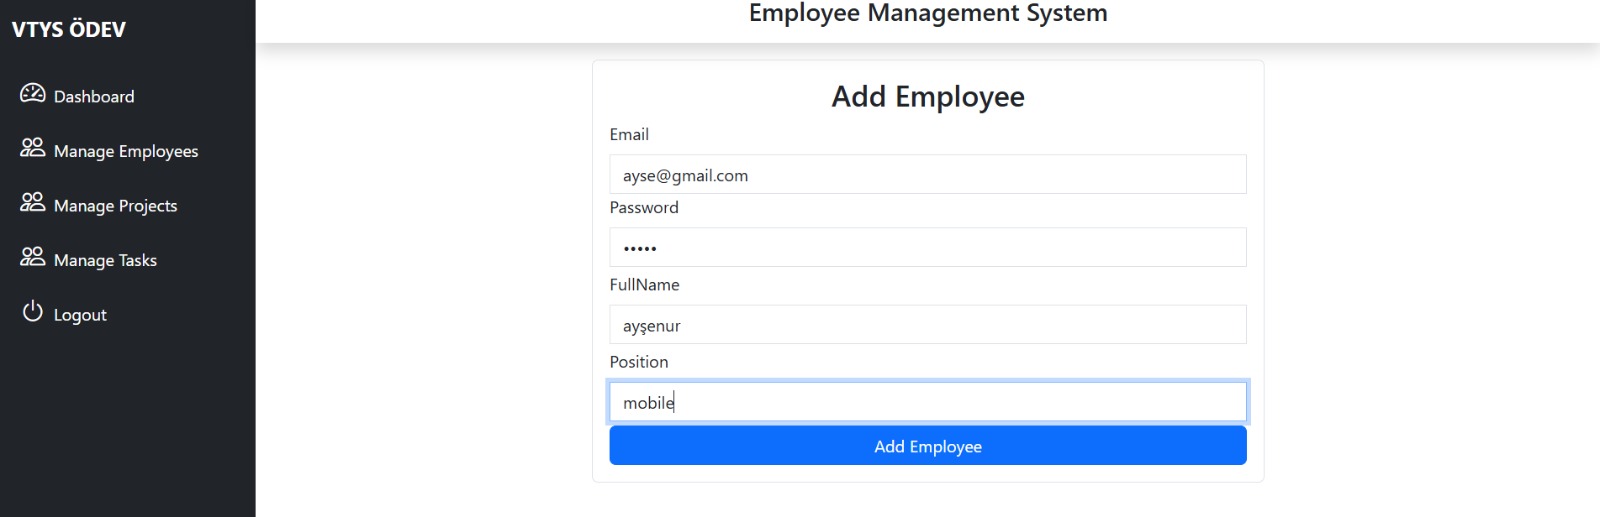 VTYS ÖDEV
Dashboard
Manage Employees
Manage Projects
Manage Tasks
Logout
Employee Management System
Add Employee
Email
ayse@gmail.com
Password
•••••
FullName
ayşenur
Position
mobile
Add Employee